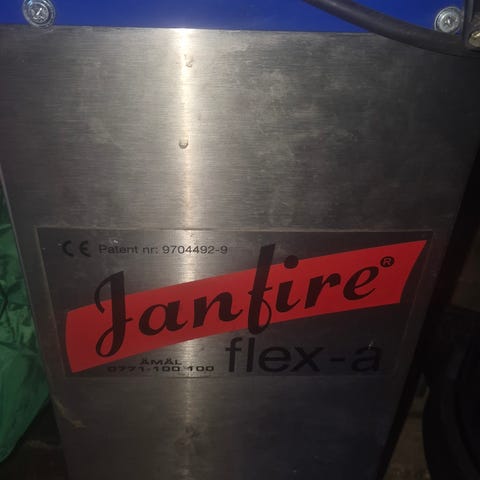 CE Patent nr: 9704492-9
Janfire®
flex-a
ÅMÅL
0771-100 100